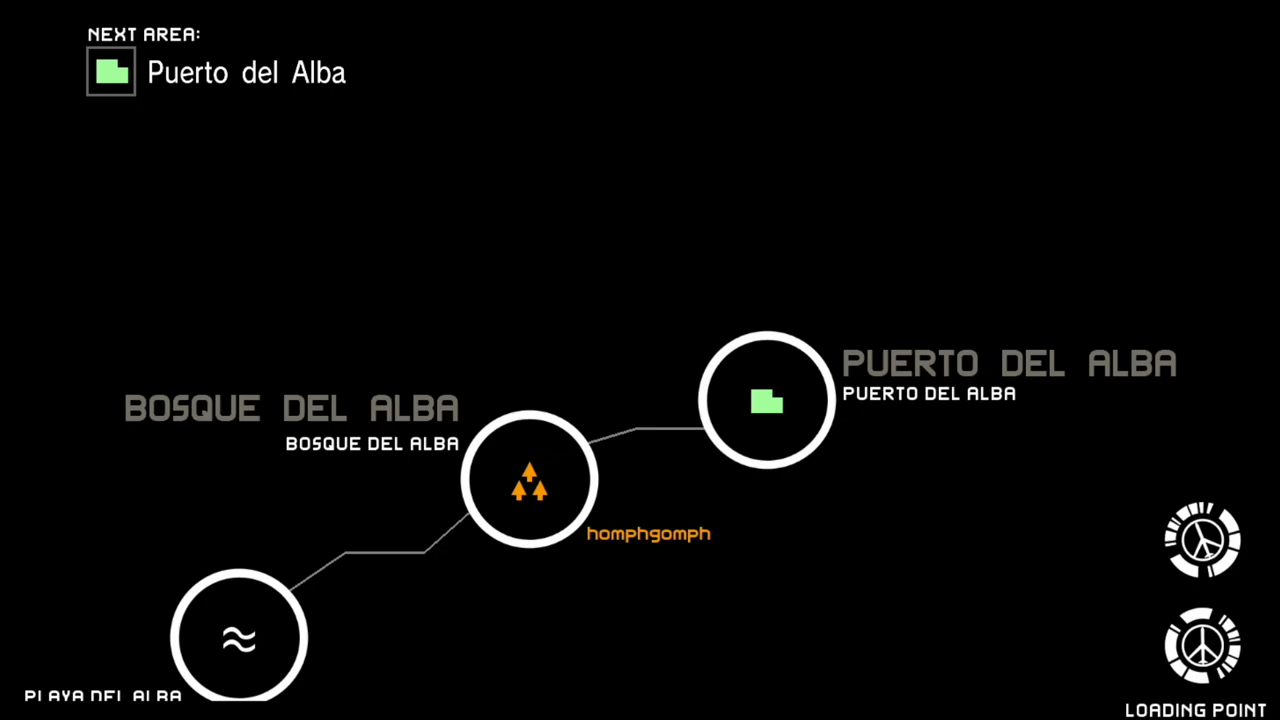 NEXT AREA:
Puerto del Alba
PUERTO DEL ALBA
PUERTO DEL ALBA
BOSQUE DEL ALBA
BOSQUE DEL ALBA
homphgomph
PLAYA DEL ALBA
LOADING POINT